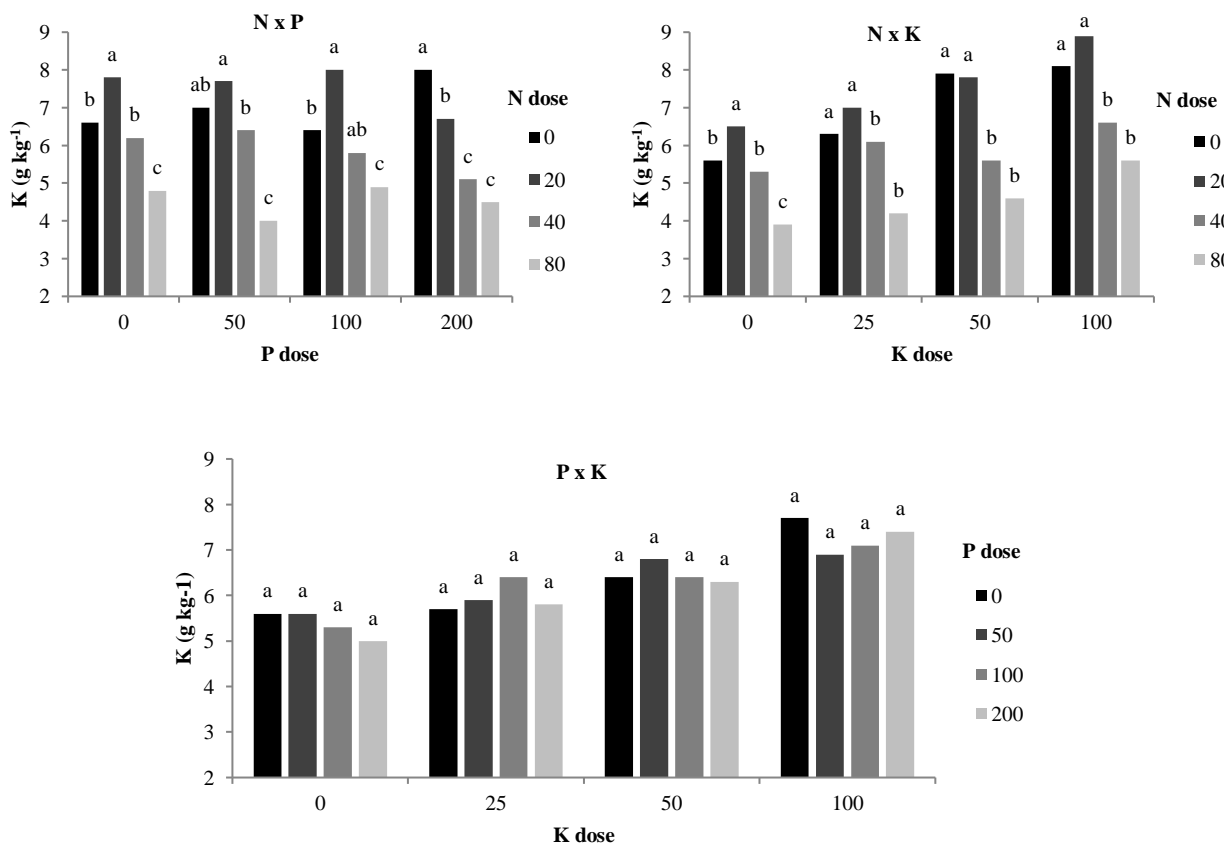 N x P
9
8
7
6
5
4
3
2
K (g kg-1)
b a b c
ab a b c
b a ab c
a b c c
0 50 100 200
P dose
N dose
0
20
40
80
N x K
9
8
7
6
5
4
3
2
K (g kg-1)
b a b c
a a b c
a a b b
a a b b
0 25 50 100
K dose
N dose
0
20
40
80
P x K
9
8
7
6
5
4
3
2
K (g kg-1)
a a a a
a a a a
a a a a
a a a a
0 25 50 100
K dose
P dose
0
50
100
200